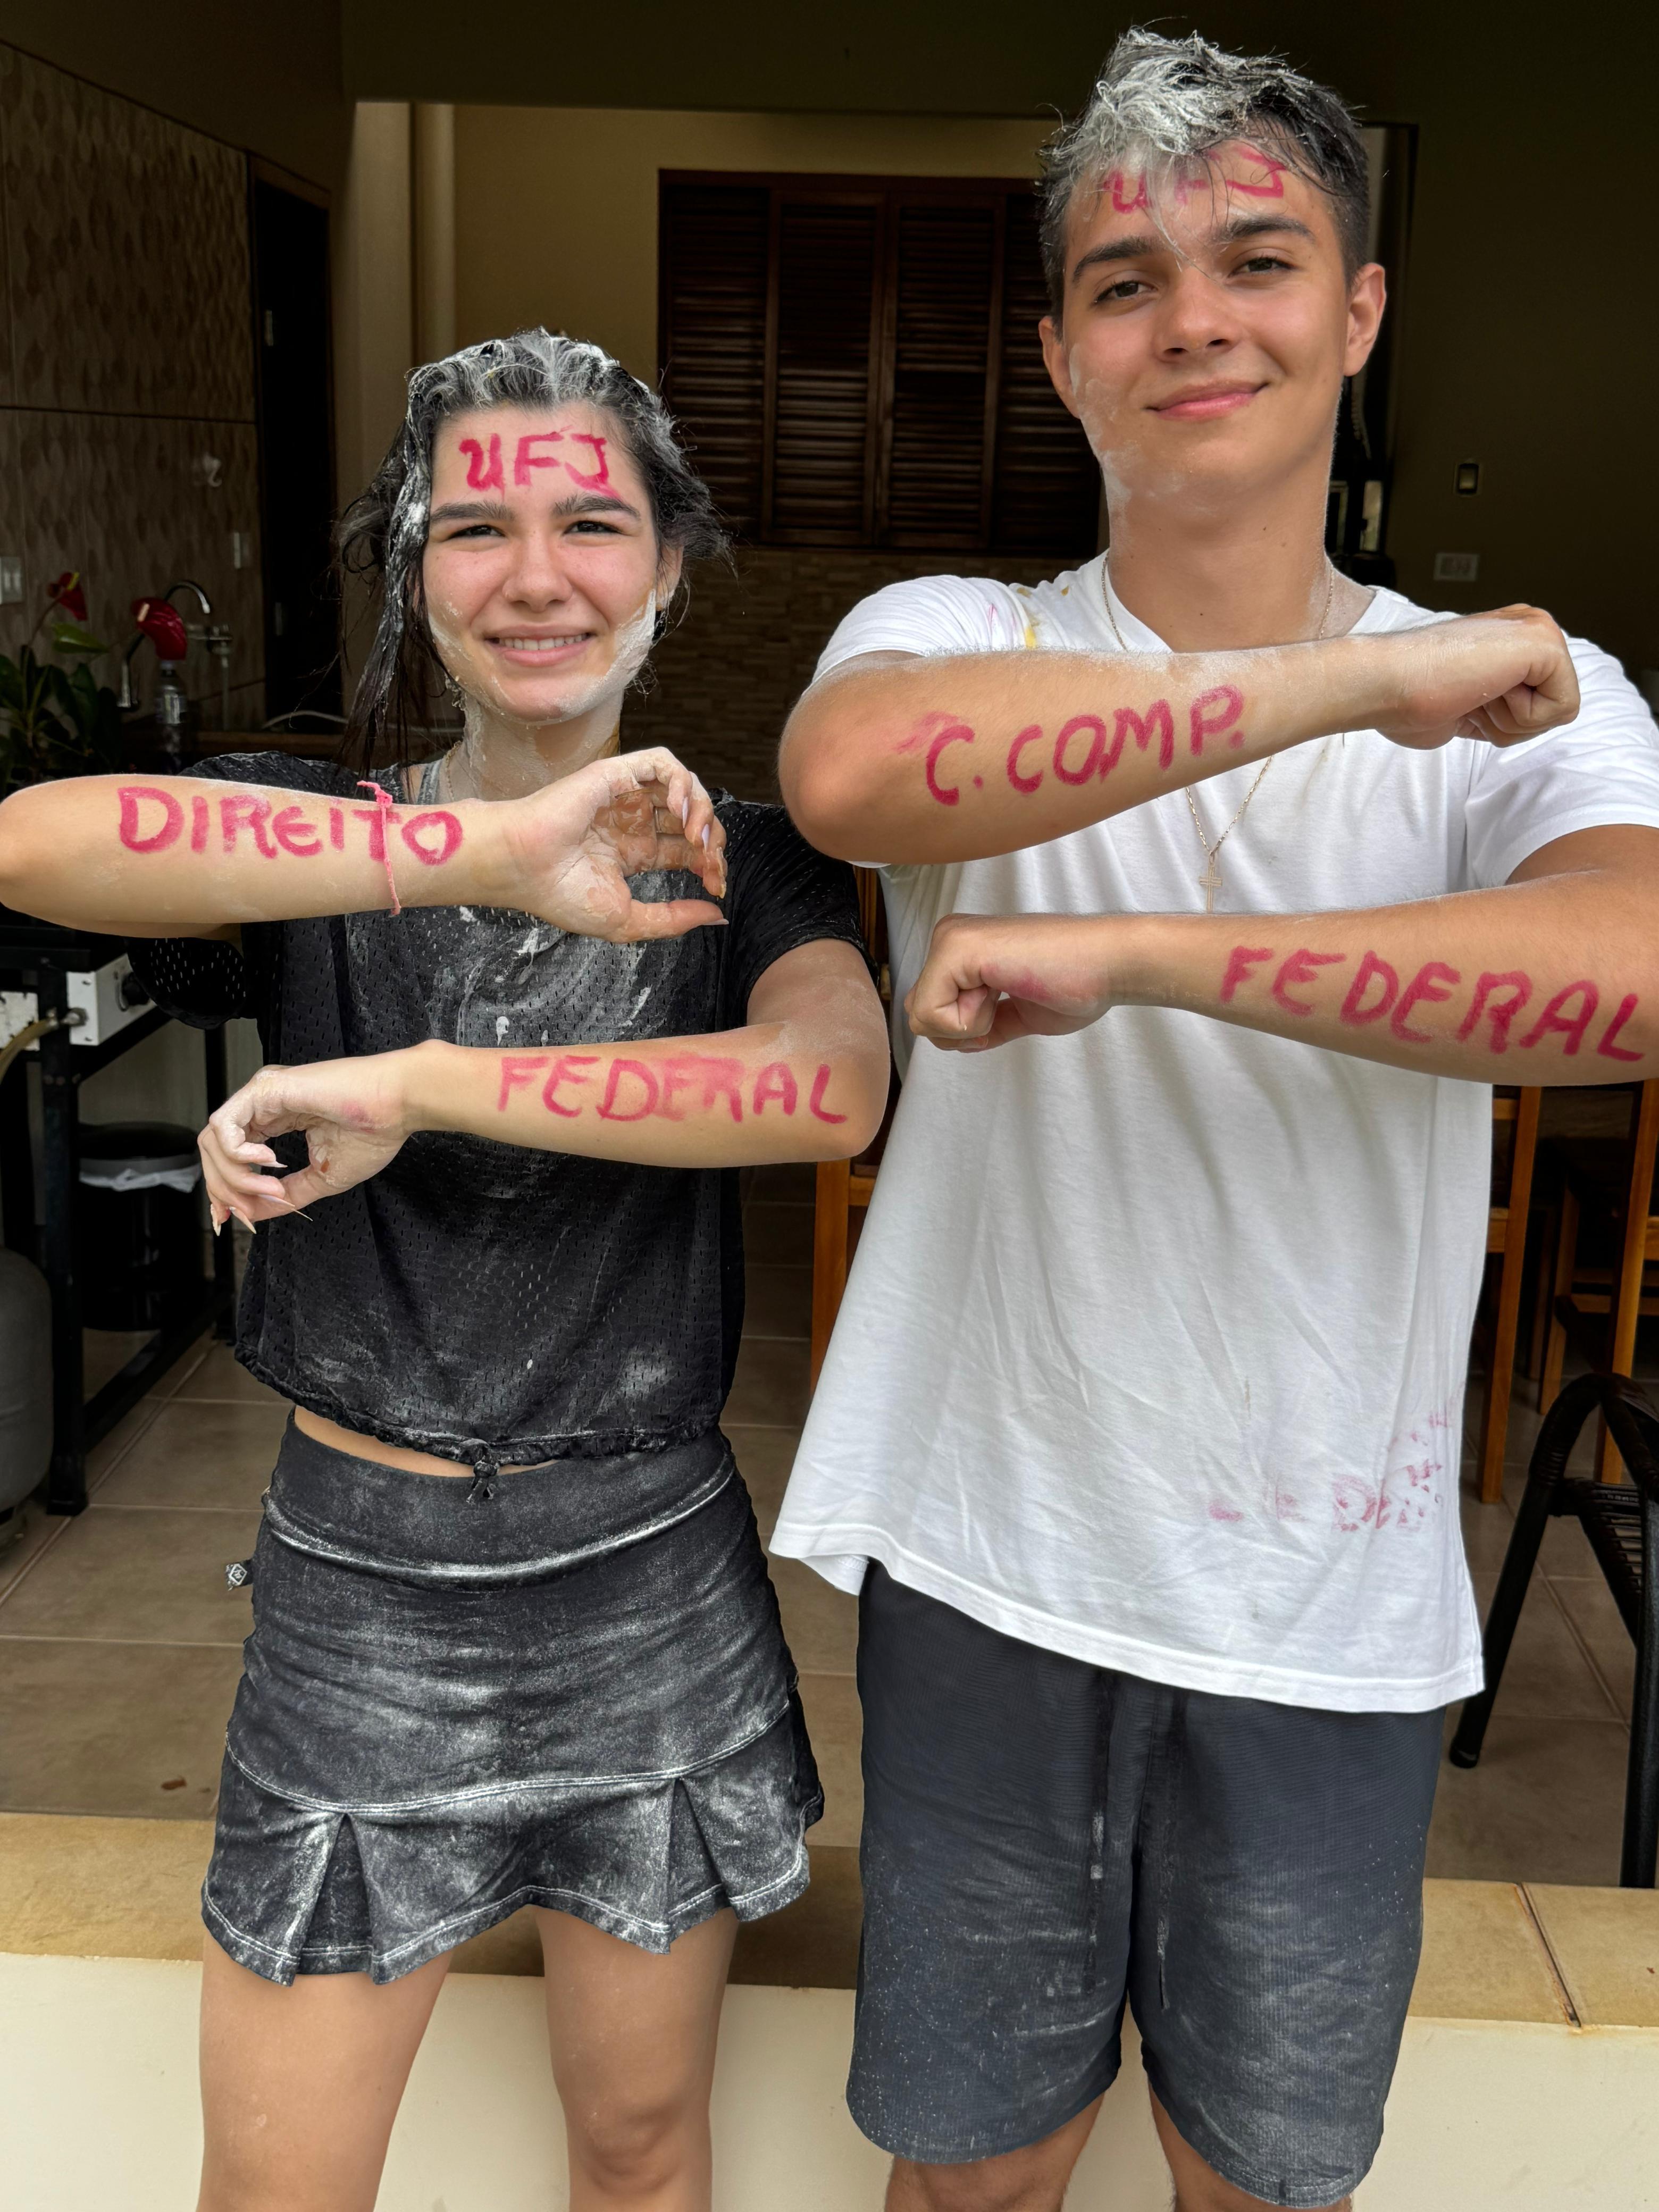 UFJ
DIREITO
FEDERAL
UFJ
C. COMP.
FEDERAL